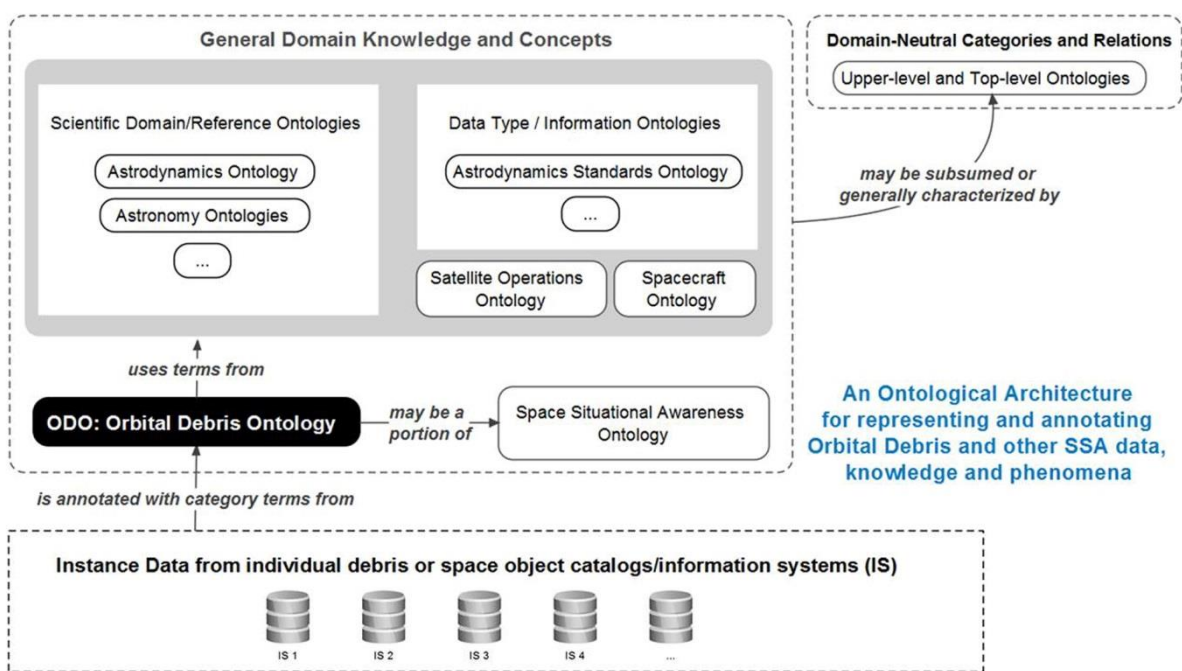 General Domain Knowledge and Concepts
Scientific Domain/Reference Ontologies
Astrodynamics Ontology
Astronomy Ontologies
...
Data Type / Information Ontologies
Astrodynamics Standards Ontology
...
Satellite Operations
Ontology
Spacecraft
Ontology
Domain-Neutral Categories and Relations
Upper-level and Top-level Ontologies
may be subsumed or
generally characterized by
uses terms from
ODO: Orbital Debris Ontology
may be a
portion of
Space Situational Awareness
Ontology
An Ontological Architecture
for representing and annotating
Orbital Debris and other SSA data,
knowledge and phenomena
is annotated with category terms from
Instance Data from individual debris or space object catalogs/information systems (IS)
IS 1
IS 2
IS 3
IS 4
...